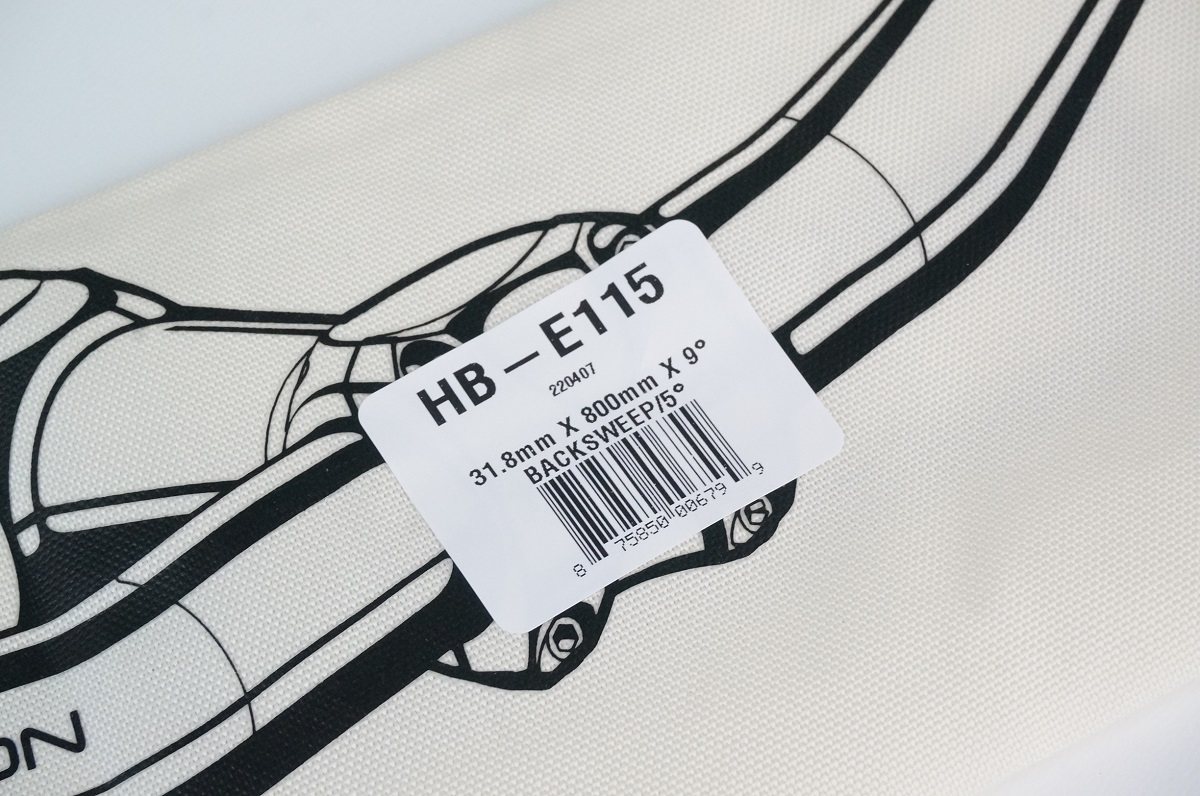 HB — E115
220407
31.8mm X 800mm X 9°
BACKSWEEP/5°
8 75850 00679 9
ON